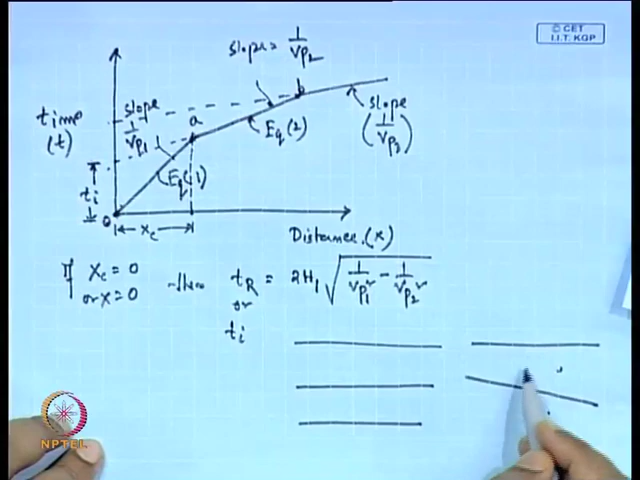 © CET
I.I.T. KGP
slope = 1/Vp2
time
(t)
slope
1/Vp1
a
b
Eq(2)
slope
(1/Vp3)
Eq(1)
ti
0
xc
Distance (x)
If xc = 0
or x = 0
then
tR = 2H1 √(1/Vp1² - 1/Vp2²)
or
ti
NPTEL